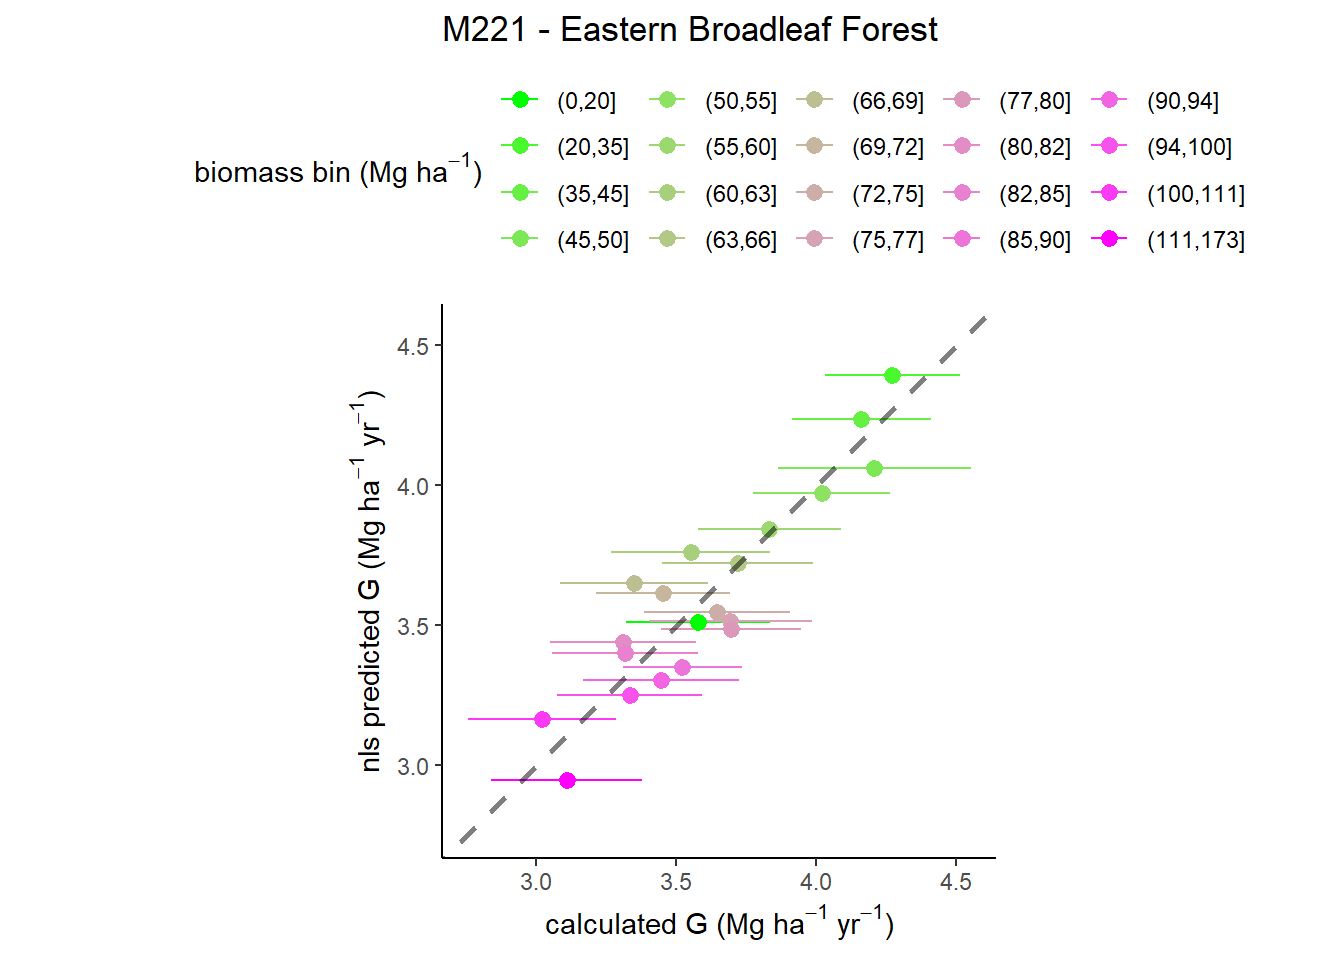 M221 - Eastern Broadleaf Forest
biomass bin (Mg ha⁻¹)
(0,20] (50,55] (66,69] (77,80] (90,94]
(20,35] (55,60] (69,72] (80,82] (94,100]
(35,45] (60,63] (72,75] (82,85] (100,111]
(45,50] (63,66] (75,77] (85,90] (111,173]
nls predicted G (Mg ha⁻¹ yr⁻¹)
4.5
4.0
3.5
3.0
3.0 3.5 4.0 4.5
calculated G (Mg ha⁻¹ yr⁻¹)